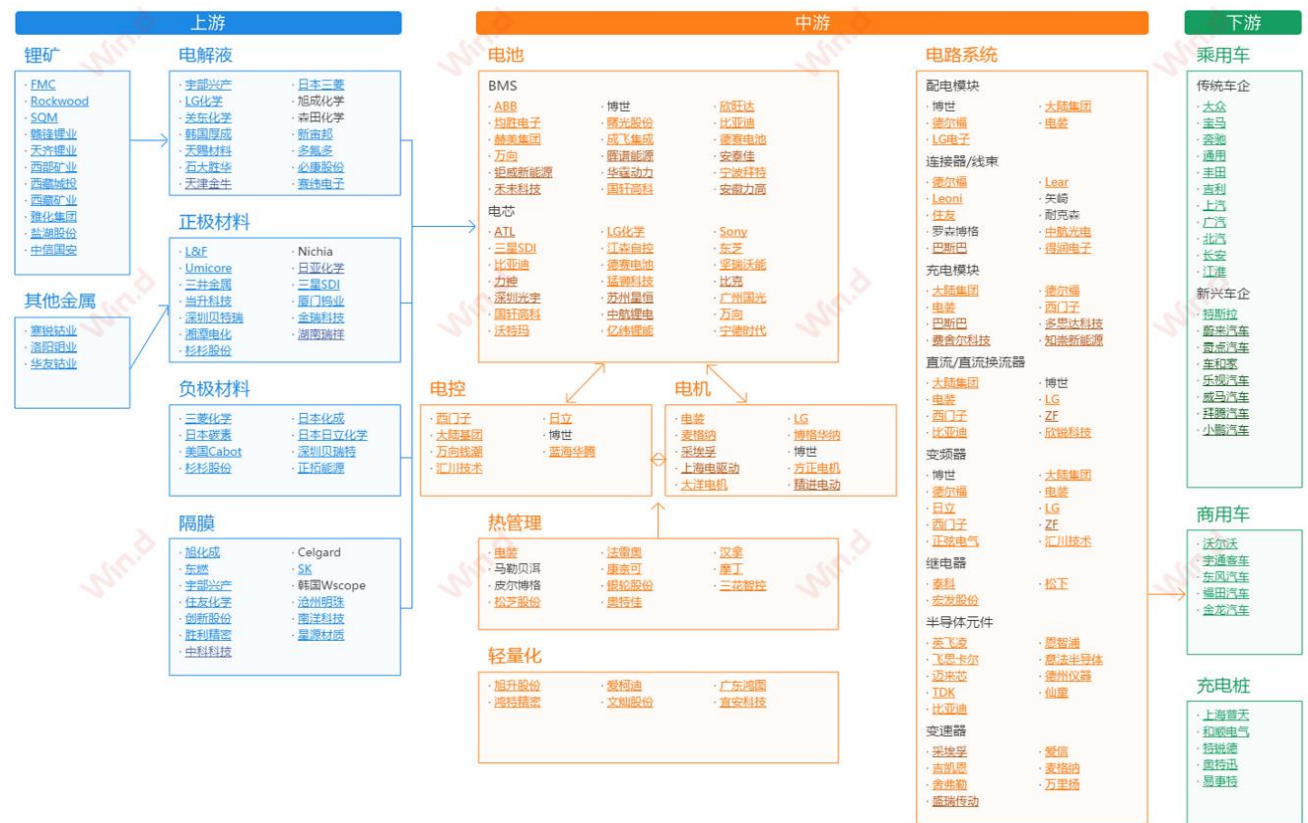 上游
中游
下游
锂矿
· FMC
· Rockwood
· SQM
· 赣锋锂业
· 天齐锂业
· 西部矿业
· 西藏城投
· 西藏矿业
· 雅化集团
· 盐湖股份
· 中信国安
其他金属
· 寒锐钴业
· 洛阳钼业
· 华友钴业
电解液
· 宇部兴产 · 日本三菱
· LG化学 · 旭成化学
· 关东化学 · 森田化学
· 韩国厚成 · 新宙邦
· 天赐材料 · 多氟多
· 石大胜华 · 必康股份
· 天津金牛 · 赛纬电子
正极材料
· L&F · Nichia
· Umicore · 日亚化学
· 三井金属 · 三星SDI
· 当升科技 · 厦门钨业
· 深圳贝特瑞 · 金瑞科技
· 湘潭电化 · 湖南瑞祥
· 杉杉股份
负极材料
· 三菱化学 · 日本化成
· 日本碳素 · 日本日立化学
· 美国Cabot · 深圳贝瑞特
· 杉杉股份 · 正拓能源
隔膜
· 旭化成 · Celgard
· 东燃 · SK
· 宇部兴产 · 韩国Wscope
· 住友化学 · 沧州明珠
· 创新股份 · 南洋科技
· 胜利精密 · 星源材质
· 中科科技
电池
BMS
· ABB · 博世 · 欣旺达
· 均胜电子 · 曙光股份 · 比亚迪
· 赫美集团 · 成飞集成 · 德赛电池
· 万向 · 晖谱能源 · 安泰佳
· 钜威新能源 · 华霆动力 · 宁波拜特
· 禾未科技 · 国轩高科 · 安徽力高
电芯
· ATL · LG化学 · Sony
· 三星SDI · 江森自控 · 东芝
· 比亚迪 · 德赛电池 · 坚瑞沃能
· 力神 · 猛狮科技 · 比克
· 深圳光宇 · 苏州星恒 · 广州国光
· 国轩高科 · 中航锂电 · 万向
· 沃特玛 · 亿纬锂能 · 宁德时代
电控
· 西门子 · 日立
· 大陆基团 · 博世
· 万向钱潮 · 蓝海华腾
· 汇川技术
电机
· 电装 · LG
· 麦格纳 · 博格华纳
· 采埃孚 · 博世
· 上海电驱动 · 方正电机
· 大洋电机 · 精进电动
热管理
· 电装 · 法雷奥 · 汉拿
· 马勒贝洱 · 康奈可 · 摩丁
· 皮尔博格 · 银轮股份 · 三花智控
· 松芝股份 · 奥特佳
轻量化
· 旭升股份 · 爱柯迪 · 广东鸿图
· 鸿特精密 · 文灿股份 · 宜安科技
电路系统
配电模块
· 博世 · 大陆集团
· 德尔福 · 电装
· LG电子
连接器/线束
· 德尔福 · Lear
· Leoni · 矢崎
· 住友 · 耐克森
· 罗森博格 · 中航光电
· 巴斯巴 · 得润电子
充电模块
· 大陆集团 · 德尔福
· 电装 · 西门子
· 巴斯巴 · 多思达科技
· 费舍尔科技 · 知崇新能源
直流/直流换流器
· 大陆集团 · 博世
· 电装 · LG
· 西门子 · ZF
· 比亚迪 · 欣锐科技
变频器
· 博世 · 大陆集团
· 德尔福 · 电装
· 日立 · LG
· 西门子 · ZF
· 正弦电气 · 汇川技术
继电器
· 泰科 · 松下
· 宏发股份
半导体元件
· 英飞凌 · 恩智浦
· 飞思卡尔 · 意法半导体
· 迈来芯 · 德州仪器
· TDK · 仙童
· 比亚迪
变速器
· 采埃孚 · 爱信
· 吉凯恩 · 麦格纳
· 舍弗勒 · 万里扬
· 盛瑞传动
乘用车
传统车企
· 大众
· 宝马
· 奔驰
· 通用
· 丰田
· 吉利
· 上汽
· 广汽
· 北汽
· 长安
· 江淮
新兴车企
· 特斯拉
· 蔚来汽车
· 奇点汽车
· 车和家
· 乐视汽车
· 威马汽车
· 拜腾汽车
· 小鹏汽车
商用车
· 沃尔沃
· 宇通客车
· 东风汽车
· 福田汽车
· 金龙汽车
充电桩
· 上海普天
· 和顺电气
· 特锐德
· 奥特迅
· 易事特
Win.d